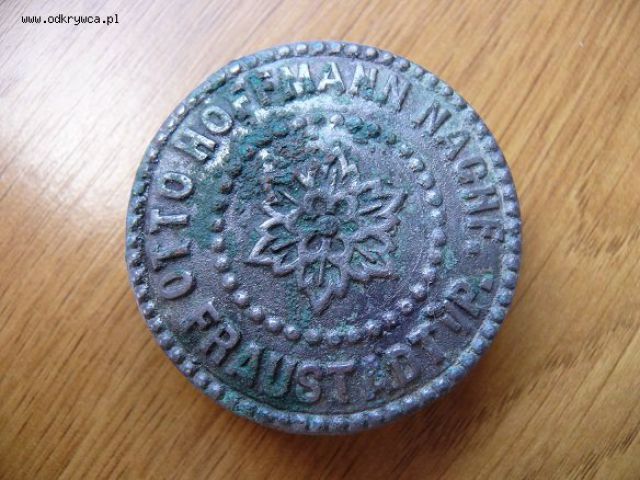 www.odkrywca.pl
OTTO HOFFMANN NACHF.
FRAUSTADT V.P.